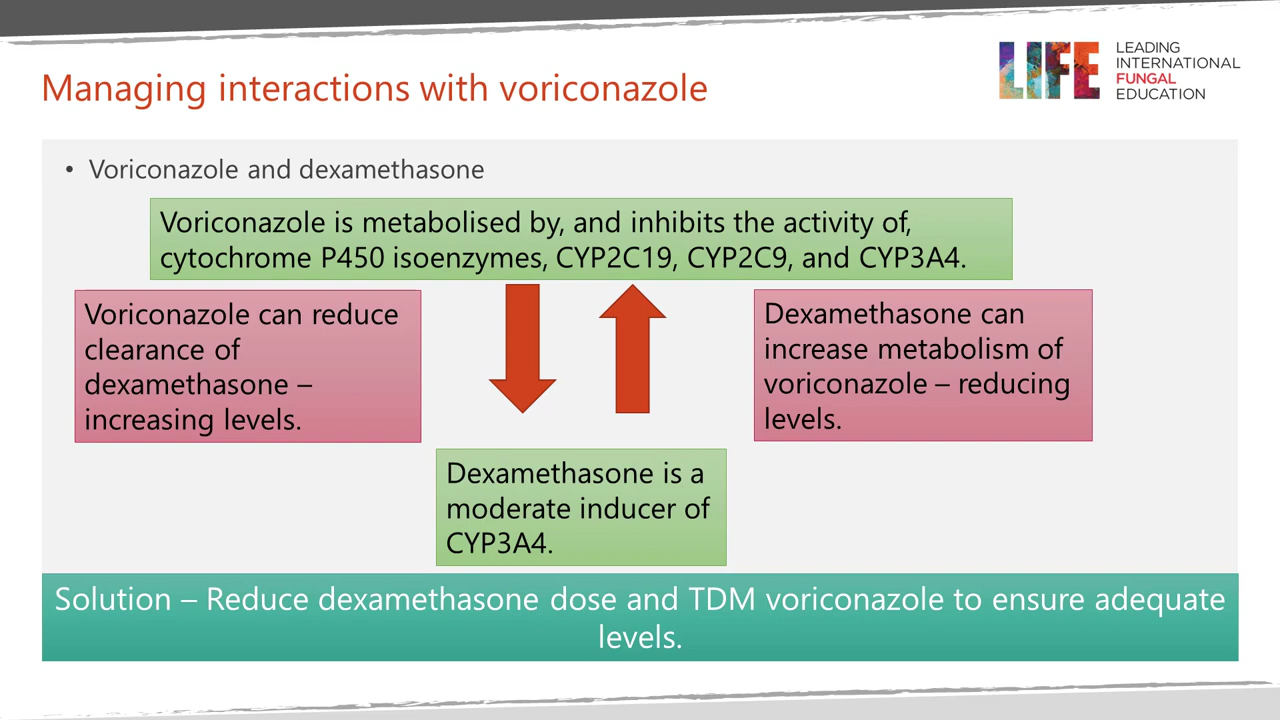 LIFE
LEADING
INTERNATIONAL
FUNGAL
EDUCATION
Managing interactions with voriconazole
• Voriconazole and dexamethasone
Voriconazole is metabolised by, and inhibits the activity of,
cytochrome P450 isoenzymes, CYP2C19, CYP2C9, and CYP3A4.
Voriconazole can reduce
clearance of
dexamethasone –
increasing levels.
Dexamethasone can
increase metabolism of
voriconazole – reducing
levels.
Dexamethasone is a
moderate inducer of
CYP3A4.
Solution – Reduce dexamethasone dose and TDM voriconazole to ensure adequate
levels.